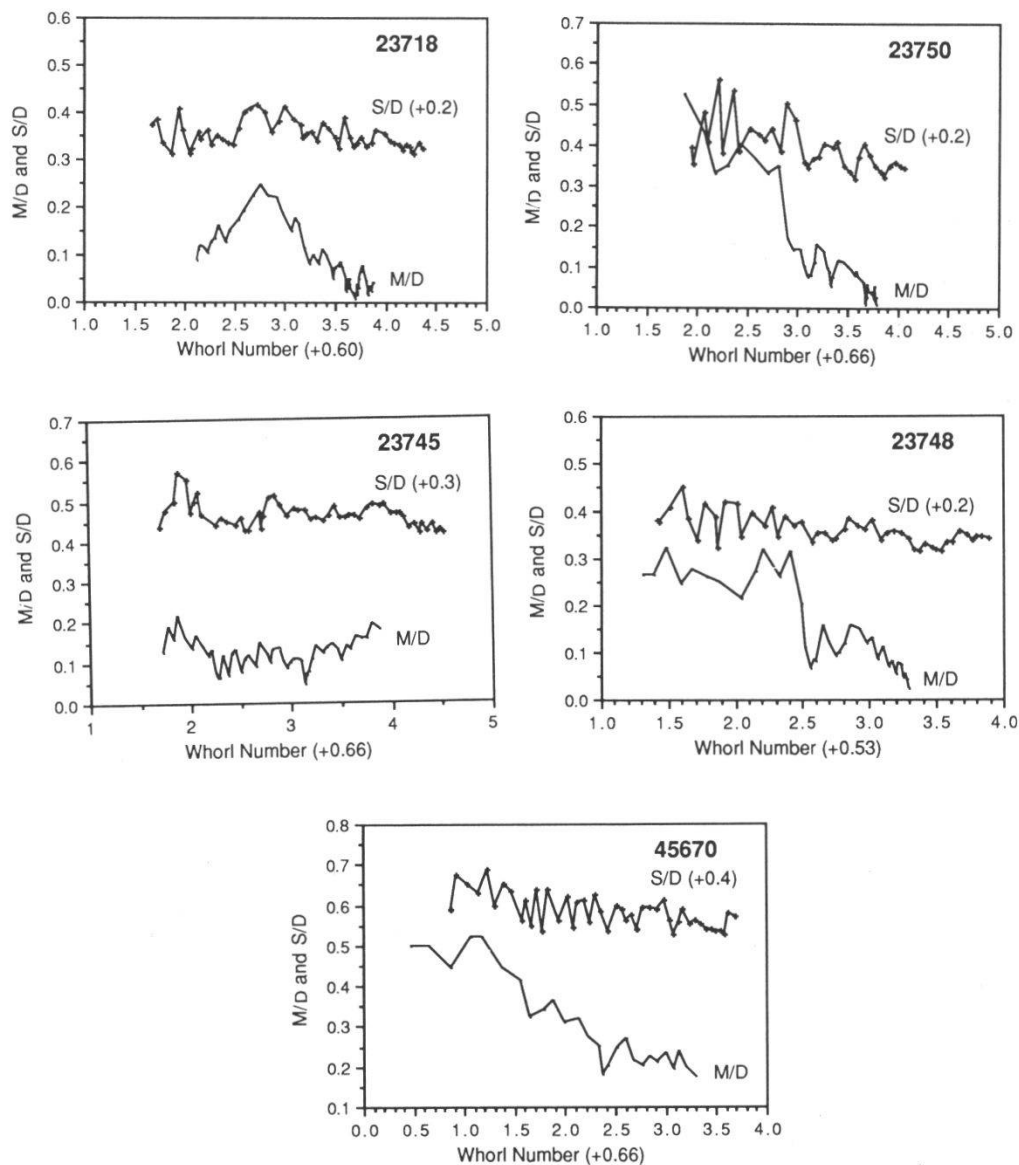 23718
S/D (+0.2)
M/D
M/D and S/D
0.6
0.5
0.4
0.3
0.2
0.1
0.0
1.0 1.5 2.0 2.5 3.0 3.5 4.0 4.5 5.0
Whorl Number (+0.60)
23750
S/D (+0.2)
M/D
M/D and S/D
0.7
0.6
0.5
0.4
0.3
0.2
0.1
0.0
1.0 1.5 2.0 2.5 3.0 3.5 4.0 4.5 5.0
Whorl Number (+0.66)
23745
S/D (+0.3)
M/D
M/D and S/D
0.7
0.6
0.5
0.4
0.3
0.2
0.1
0.0
1 2 3 4 5
Whorl Number (+0.66)
23748
S/D (+0.2)
M/D
M/D and S/D
0.6
0.5
0.4
0.3
0.2
0.1
0.0
1.0 1.5 2.0 2.5 3.0 3.5 4.0
Whorl Number (+0.53)
45670
S/D (+0.4)
M/D
M/D and S/D
0.8
0.7
0.6
0.5
0.4
0.3
0.2
0.1
0.0 0.5 1.0 1.5 2.0 2.5 3.0 3.5 4.0
Whorl Number (+0.66)